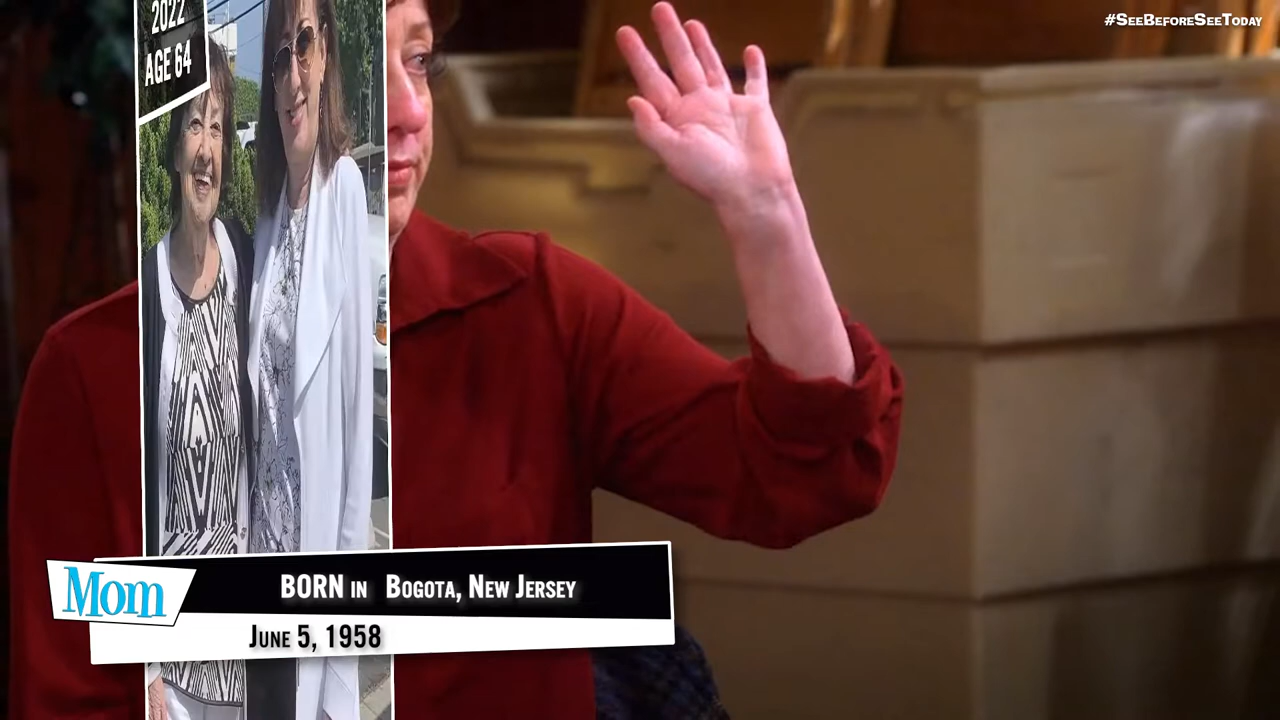 2022
AGE 64
#SeeBeforeSeeToday
Mom
BORN IN Bogota, New Jersey
June 5, 1958